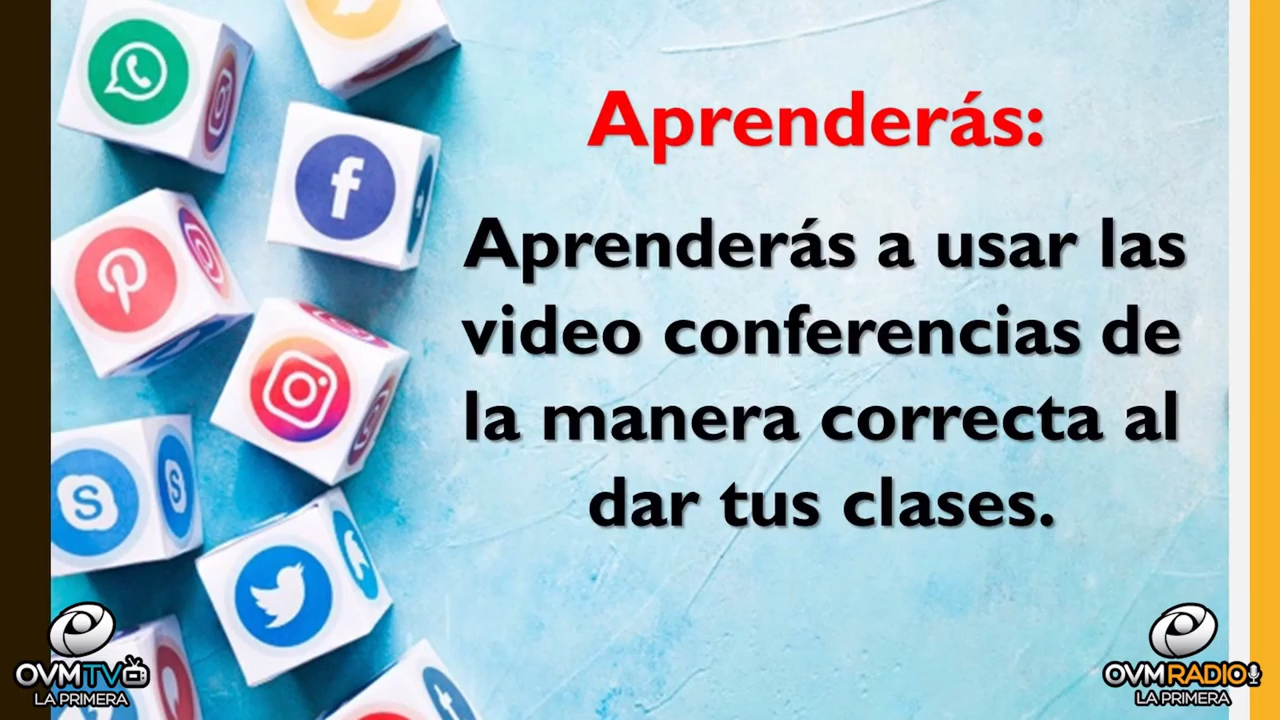 Aprenderás:
Aprenderás a usar las
video conferencias de
la manera correcta al
dar tus clases.
OVMTV
LA PRIMERA
OVMRADIO
LA PRIMERA